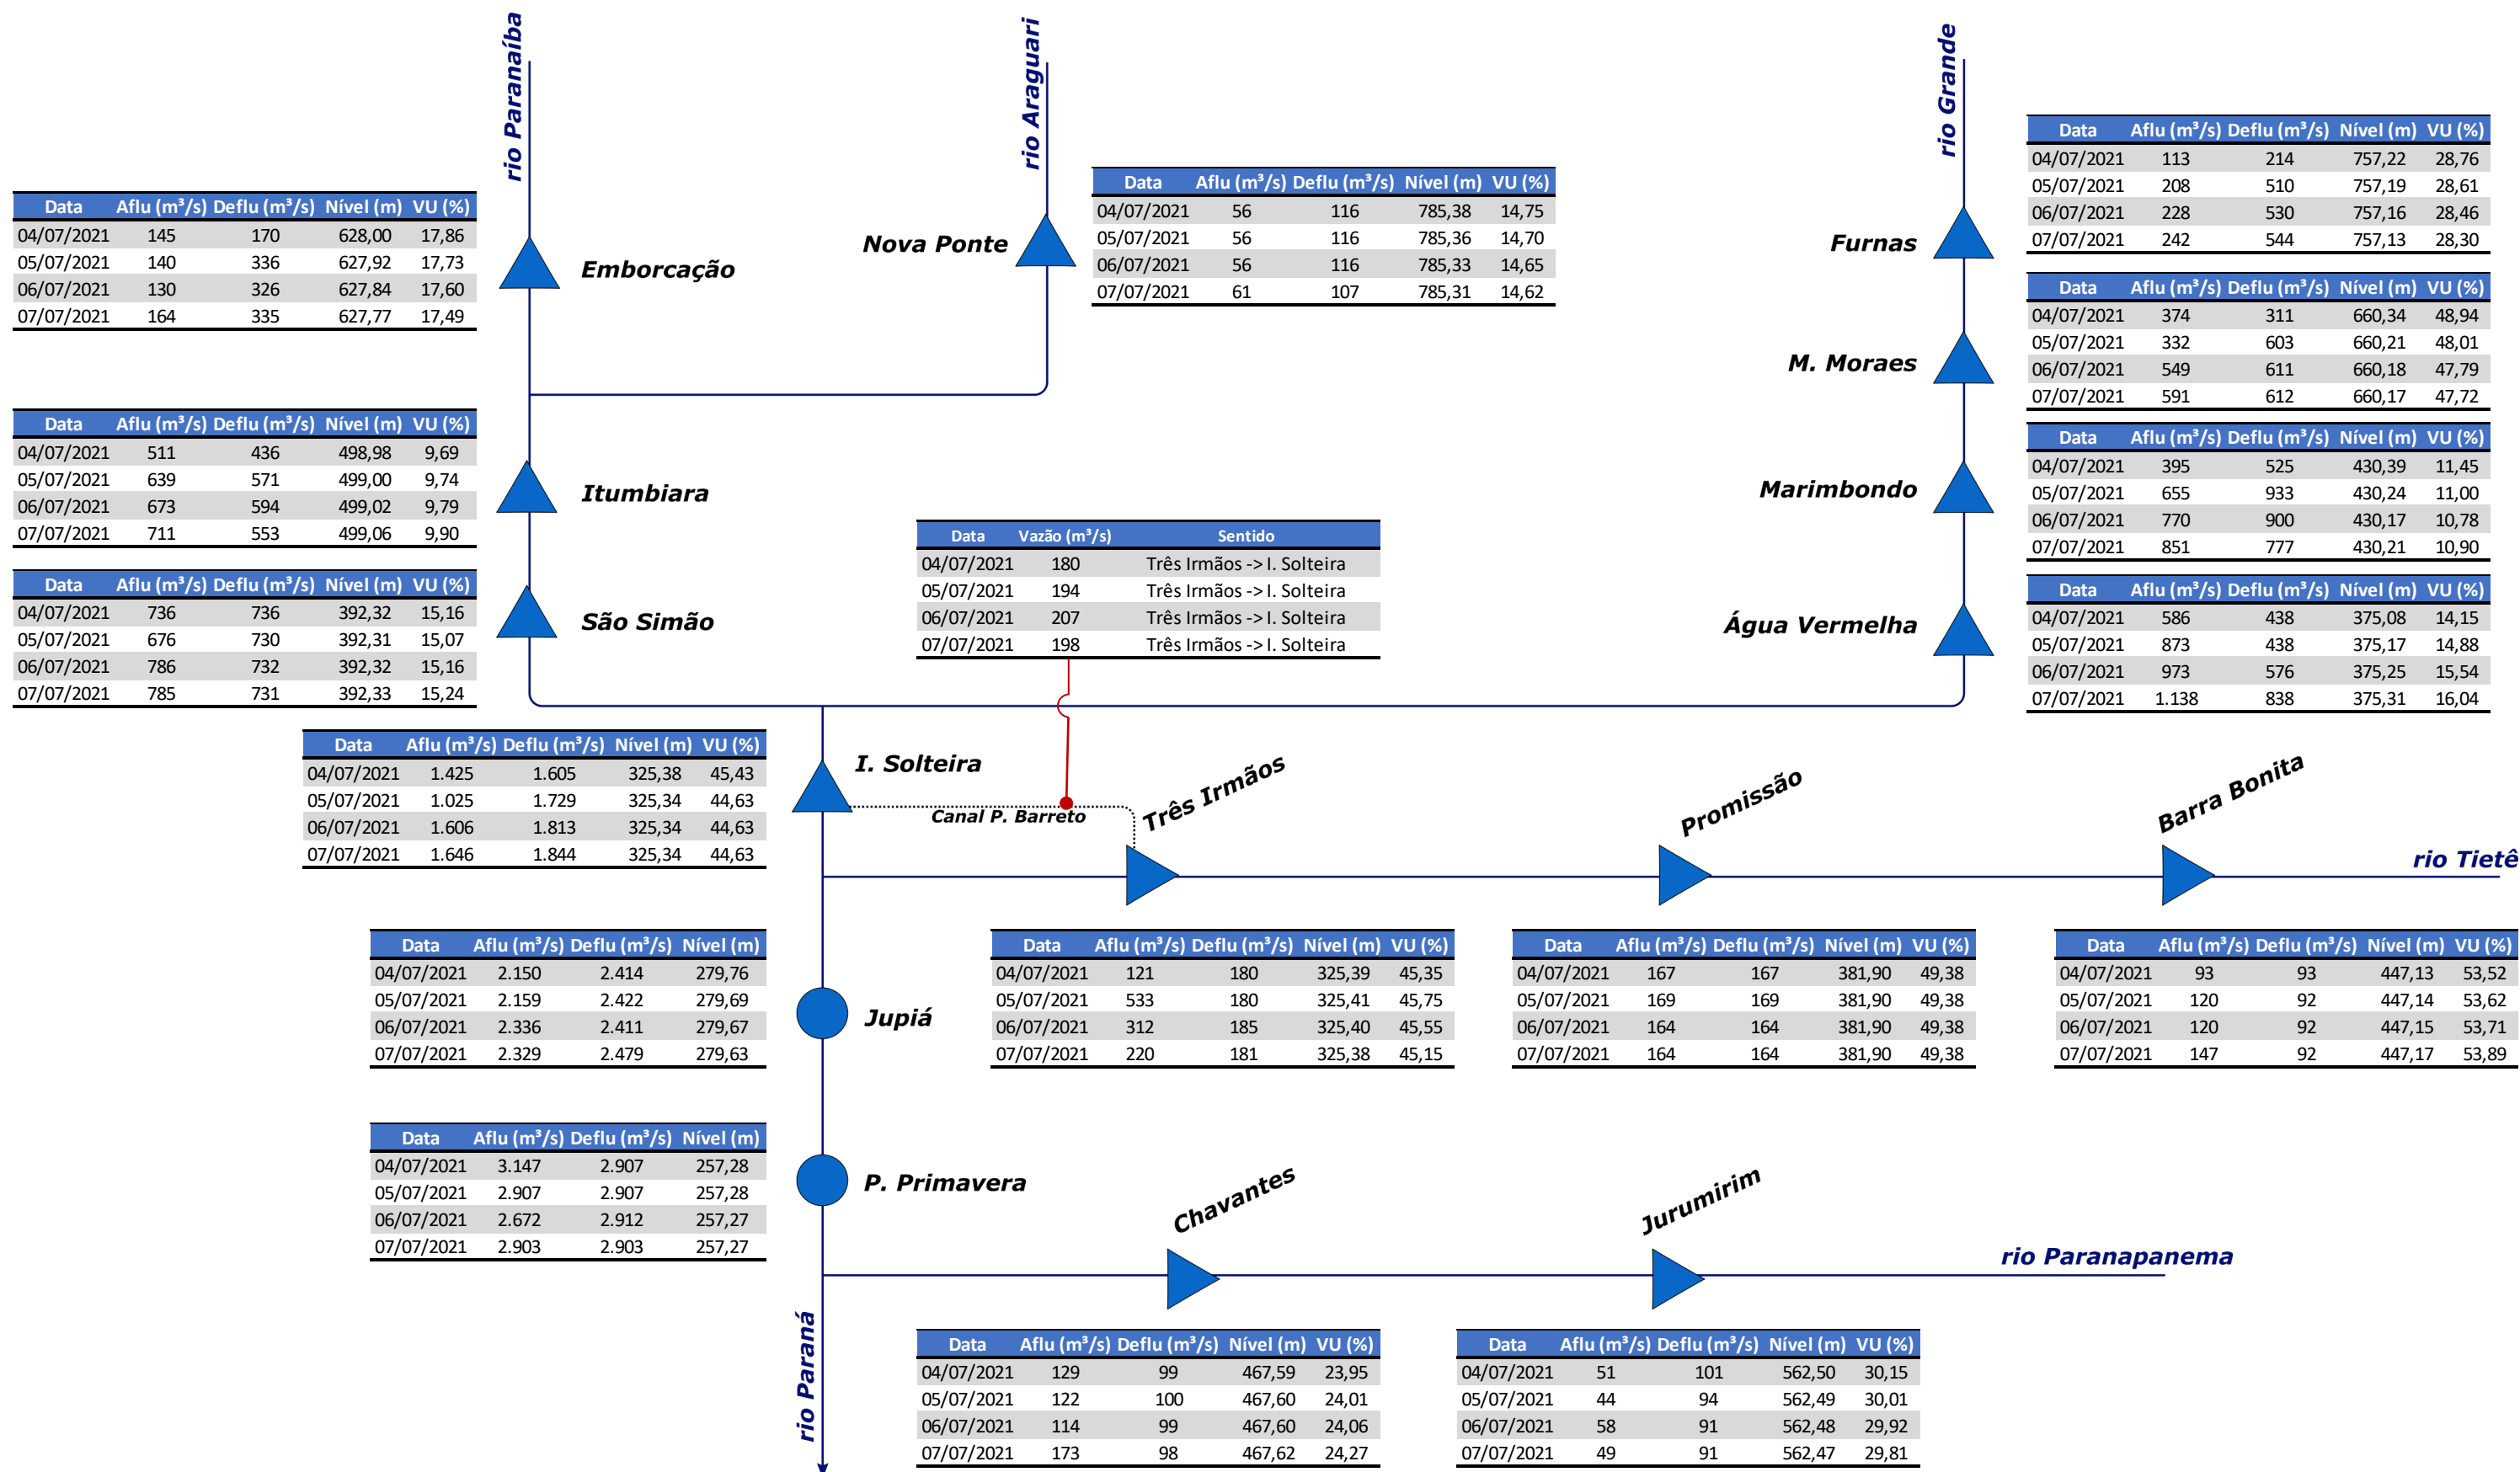 rio Paranaíba
rio Araguari
rio Grande
Data Aflu (m³/s) Deflu (m³/s) Nível (m) VU (%)
04/07/2021 113 214 757,22 28,76
05/07/2021 208 510 757,19 28,61
06/07/2021 228 530 757,16 28,46
07/07/2021 242 544 757,13 28,30
Furnas
Data Aflu (m³/s) Deflu (m³/s) Nível (m) VU (%)
04/07/2021 56 116 785,38 14,75
05/07/2021 56 116 785,36 14,70
06/07/2021 56 116 785,33 14,65
07/07/2021 61 107 785,31 14,62
Nova Ponte
Data Aflu (m³/s) Deflu (m³/s) Nível (m) VU (%)
04/07/2021 145 170 628,00 17,86
05/07/2021 140 336 627,92 17,73
06/07/2021 130 326 627,84 17,60
07/07/2021 164 335 627,77 17,49
Emborcação
Data Aflu (m³/s) Deflu (m³/s) Nível (m) VU (%)
04/07/2021 374 311 660,34 48,94
05/07/2021 332 603 660,21 48,01
06/07/2021 549 611 660,18 47,79
07/07/2021 591 612 660,17 47,72
M. Moraes
Data Aflu (m³/s) Deflu (m³/s) Nível (m) VU (%)
04/07/2021 511 436 498,98 9,69
05/07/2021 639 571 499,00 9,74
06/07/2021 673 594 499,02 9,79
07/07/2021 711 553 499,06 9,90
Itumbiara
Data Aflu (m³/s) Deflu (m³/s) Nível (m) VU (%)
04/07/2021 395 525 430,39 11,45
05/07/2021 655 933 430,24 11,00
06/07/2021 770 900 430,17 10,78
07/07/2021 851 777 430,21 10,90
Marimbondo
Data Vazão (m³/s) Sentido
04/07/2021 180 Três Irmãos -> I. Solteira
05/07/2021 194 Três Irmãos -> I. Solteira
06/07/2021 207 Três Irmãos -> I. Solteira
07/07/2021 198 Três Irmãos -> I. Solteira
Data Aflu (m³/s) Deflu (m³/s) Nível (m) VU (%)
04/07/2021 736 736 392,32 15,16
05/07/2021 676 730 392,31 15,07
06/07/2021 786 732 392,32 15,16
07/07/2021 785 731 392,33 15,24
São Simão
Data Aflu (m³/s) Deflu (m³/s) Nível (m) VU (%)
04/07/2021 586 438 375,08 14,15
05/07/2021 873 438 375,17 14,88
06/07/2021 973 576 375,25 15,54
07/07/2021 1.138 838 375,31 16,04
Água Vermelha
Data Aflu (m³/s) Deflu (m³/s) Nível (m) VU (%)
04/07/2021 1.425 1.605 325,38 45,43
05/07/2021 1.025 1.729 325,34 44,63
06/07/2021 1.606 1.813 325,34 44,63
07/07/2021 1.646 1.844 325,34 44,63
I. Solteira
Canal P. Barreto
Três Irmãos
Promissão
Barra Bonita
rio Tietê
Data Aflu (m³/s) Deflu (m³/s) Nível (m)
04/07/2021 2.150 2.414 279,76
05/07/2021 2.159 2.422 279,69
06/07/2021 2.336 2.411 279,67
07/07/2021 2.329 2.479 279,63
Jupiá
Data Aflu (m³/s) Deflu (m³/s) Nível (m) VU (%)
04/07/2021 121 180 325,39 45,35
05/07/2021 533 180 325,41 45,75
06/07/2021 312 185 325,40 45,55
07/07/2021 220 181 325,38 45,15
Data Aflu (m³/s) Deflu (m³/s) Nível (m) VU (%)
04/07/2021 167 167 381,90 49,38
05/07/2021 169 169 381,90 49,38
06/07/2021 164 164 381,90 49,38
07/07/2021 164 164 381,90 49,38
Data Aflu (m³/s) Deflu (m³/s) Nível (m) VU (%)
04/07/2021 93 93 447,13 53,52
05/07/2021 120 92 447,14 53,62
06/07/2021 120 92 447,15 53,71
07/07/2021 147 92 447,17 53,89
Data Aflu (m³/s) Deflu (m³/s) Nível (m)
04/07/2021 3.147 2.907 257,28
05/07/2021 2.907 2.907 257,28
06/07/2021 2.672 2.912 257,27
07/07/2021 2.903 2.903 257,27
P. Primavera
Chavantes
Jurumirim
rio Paranapanema
rio Paraná
Data Aflu (m³/s) Deflu (m³/s) Nível (m) VU (%)
04/07/2021 129 99 467,59 23,95
05/07/2021 122 100 467,60 24,01
06/07/2021 114 99 467,60 24,06
07/07/2021 173 98 467,62 24,27
Data Aflu (m³/s) Deflu (m³/s) Nível (m) VU (%)
04/07/2021 51 101 562,50 30,15
05/07/2021 44 94 562,49 30,01
06/07/2021 58 91 562,48 29,92
07/07/2021 49 91 562,47 29,81